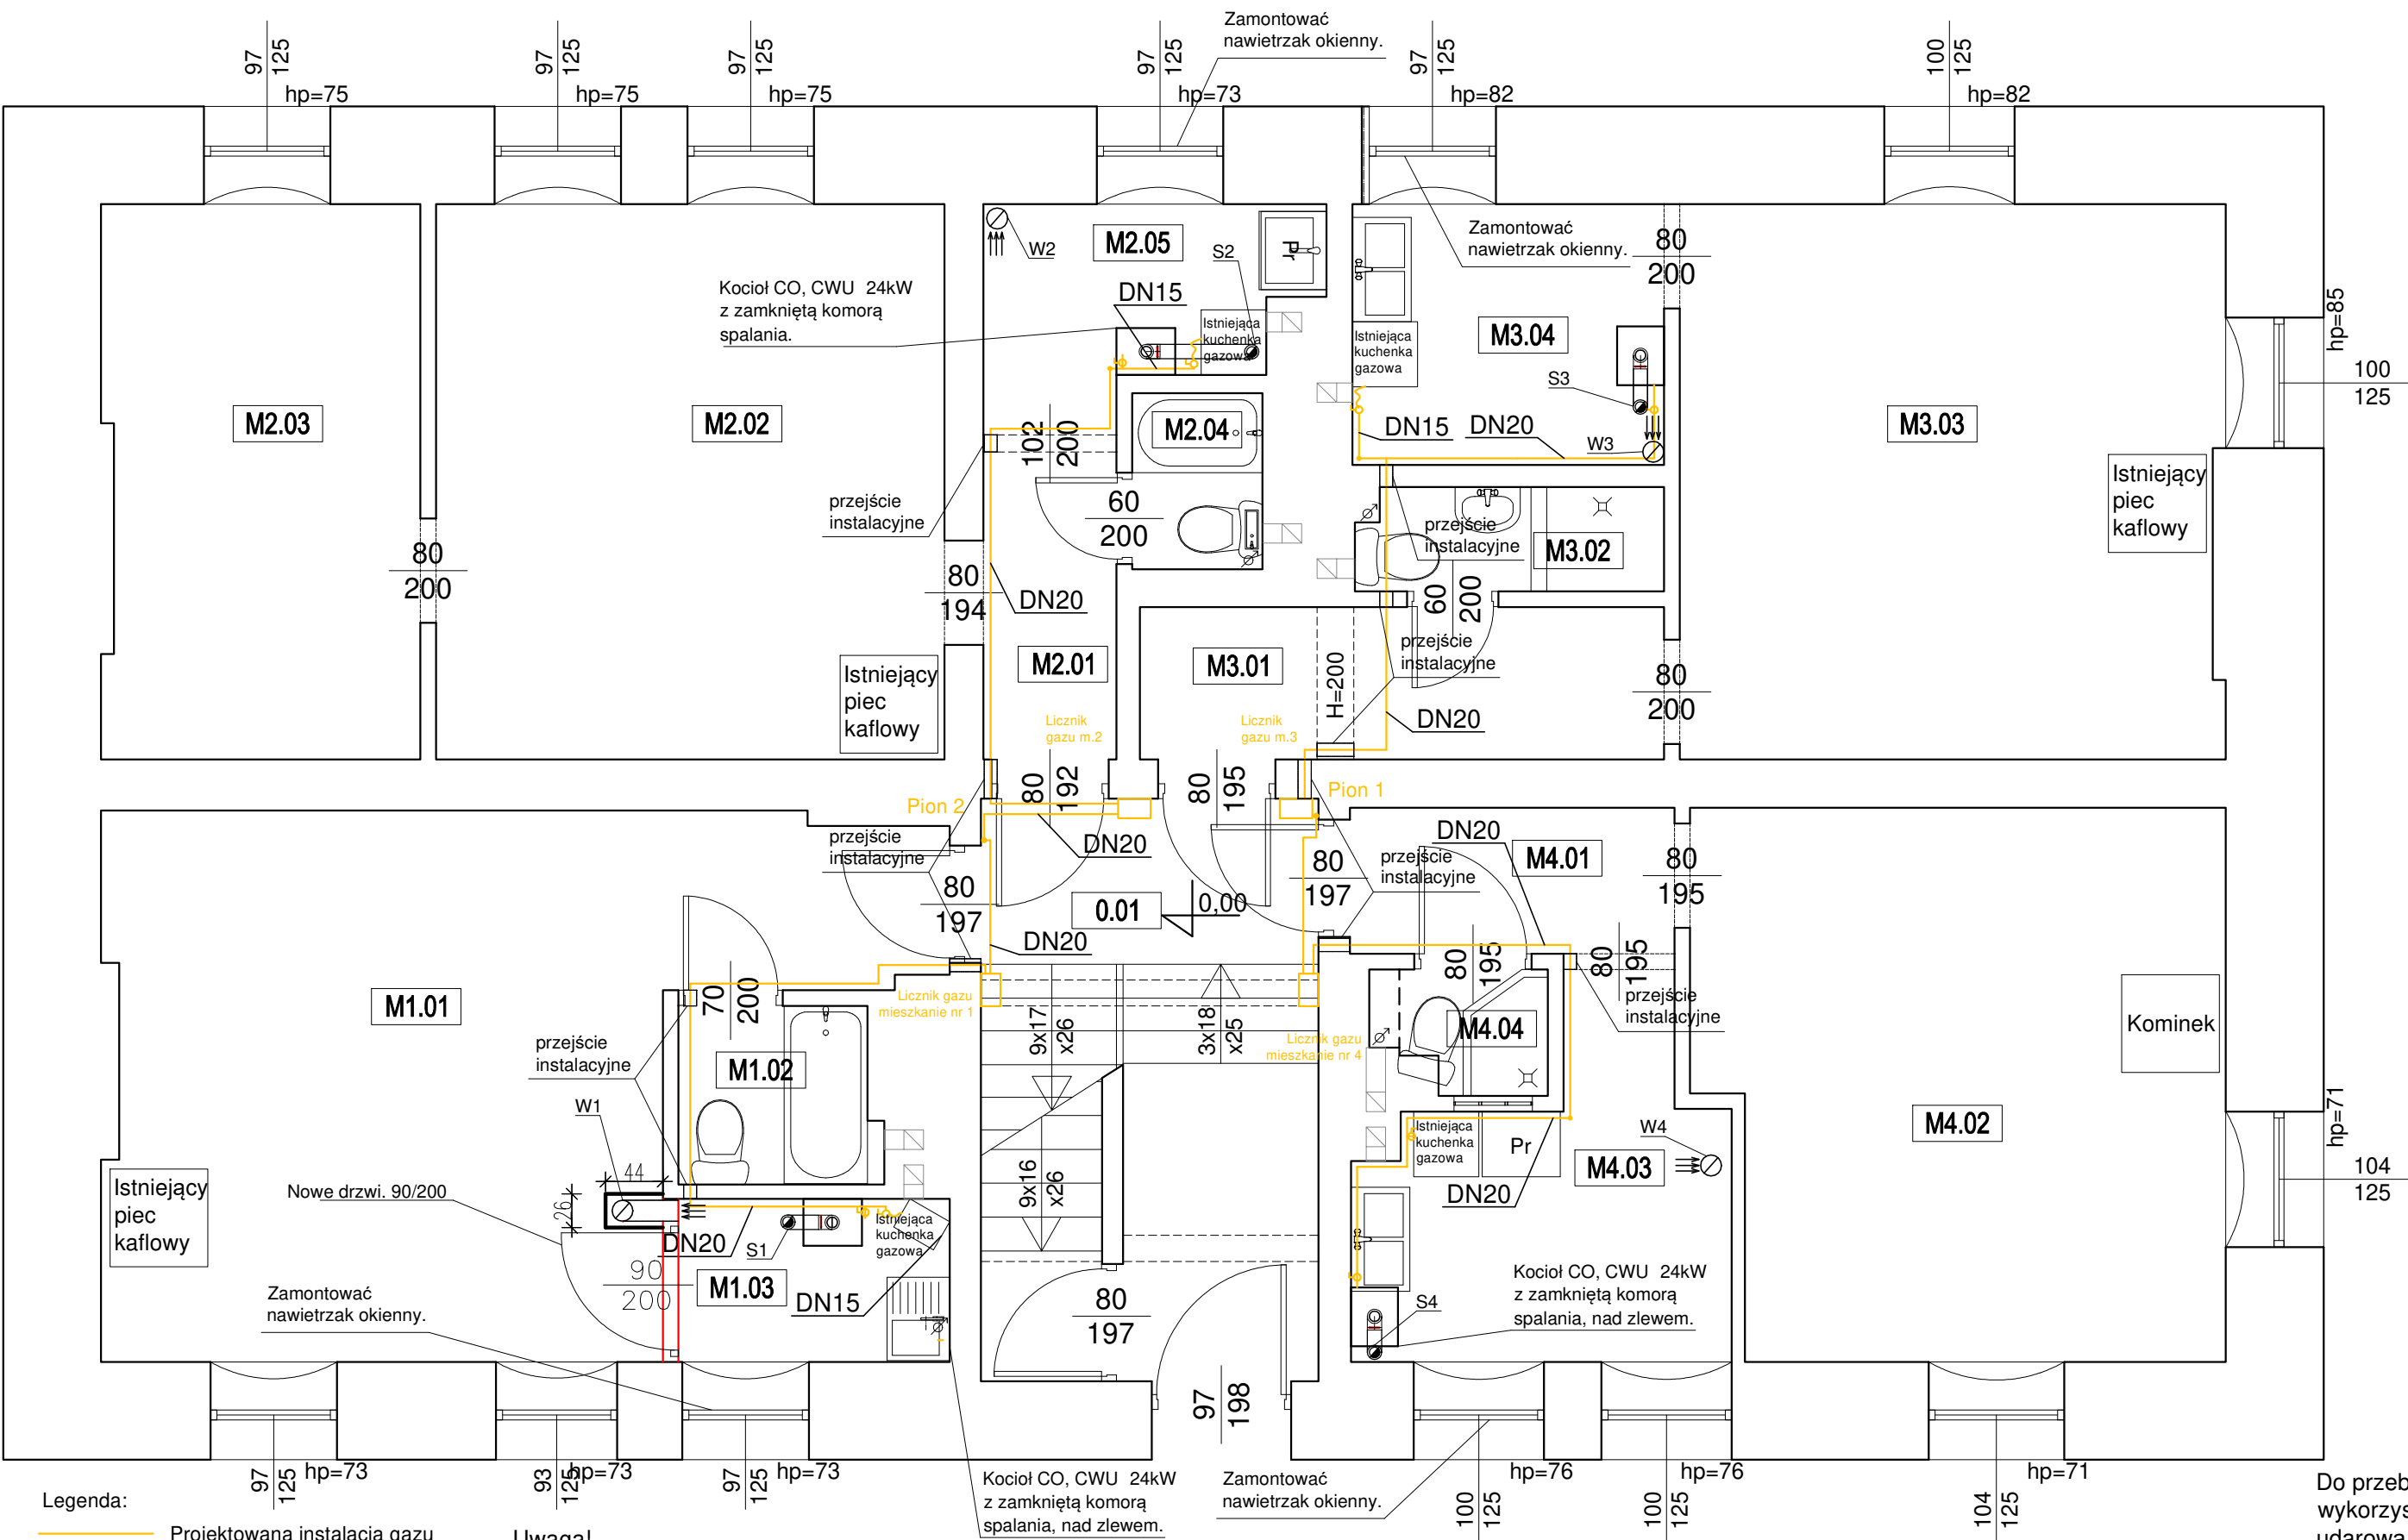 Zamontować
nawietrzak okienny.
97
125
hp=75
97
125
hp=75
97
125
hp=75
97
125
hp=73
97
125
hp=82
100
125
hp=82
W2
M2.05
S2
Pr
Zamontować
nawietrzak okienny.
80
200
Kocioł CO, CWU 24kW
z zamkniętą komorą
spalania.
DN15
Istniejąca
kuchenka
gazowa
Istniejąca
kuchenka
gazowa
M3.04
S3
hp=85
100
125
M2.03
M2.02
102
200
M2.04
DN15
DN20
W3
M3.03
Istniejący
piec
kaflowy
przejście
instalacyjne
60
200
przejście
instalacyjne
M3.02
80
200
80
194
DN20
60
200
M2.01
M3.01
H=200
przejście
instalacyjne
80
200
Istniejący
piec
kaflowy
Licznik
gazu m.2
Licznik
gazu m.3
DN20
80
192
80
195
Pion 2
Pion 1
przejście
instalacyjne
DN20
80
197
przejście
instalacyjne
DN20
M4.01
80
195
80
197
0.01
0,00
DN20
80
195
80
195
M1.01
70
200
Licznik gazu
mieszkanie nr 1
przejście
instalacyjne
Kominek
9x17
x26
3x18
x25
Licznik gazu
mieszkanie nr 4
M4.04
przejście
instalacyjne
M1.02
W1
hp=71
104
125
Istniejąca
kuchenka
gazowa
Pr
W4
M4.03
M4.02
Istniejący
piec
kaflowy
Nowe drzwi. 90/200
44
26
9x16
x26
DN20
DN20
S1
Istniejąca
kuchenka
gazowa
90
200
M1.03
DN15
Zamontować
nawietrzak okienny.
80
197
Kocioł CO, CWU 24kW
z zamkniętą komorą
spalania, nad zlewem.
S4
97
198
97
125
hp=73
93
125
hp=73
97
125
hp=73
Kocioł CO, CWU 24kW
z zamkniętą komorą
spalania, nad zlewem.
Zamontować
nawietrzak okienny.
100
125
hp=76
100
125
hp=76
104
125
hp=71
Legenda:
Projektowana instalacja gazu
Uwaga!
Do przeb
wykorzys
udarowa